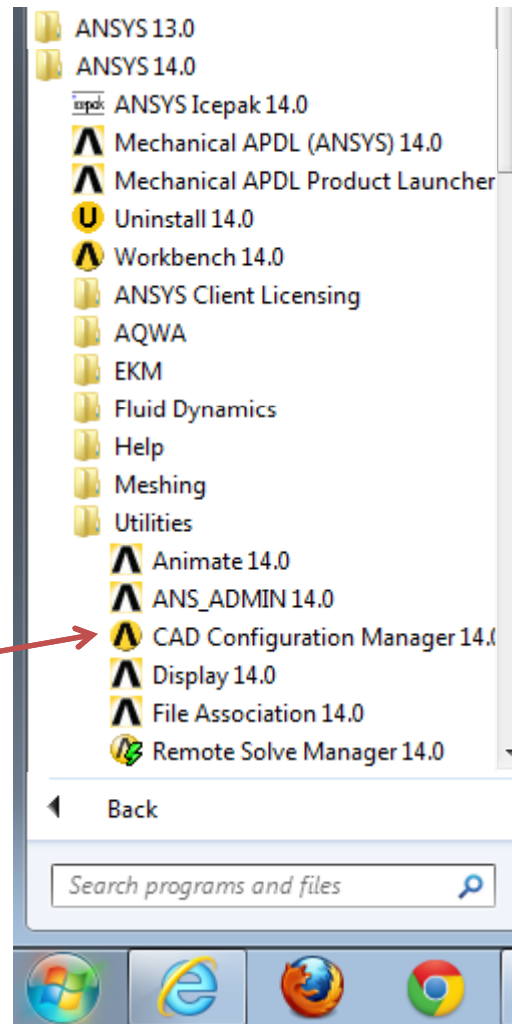 ANSYS 13.0
ANSYS 14.0
ANSYS Icepak 14.0
Mechanical APDL (ANSYS) 14.0
Mechanical APDL Product Launcher
Uninstall 14.0
Workbench 14.0
ANSYS Client Licensing
AQWA
EKM
Fluid Dynamics
Help
Meshing
Utilities
Animate 14.0
ANS_ADMIN 14.0
CAD Configuration Manager 14.0
Display 14.0
File Association 14.0
Remote Solve Manager 14.0
Back
Search programs and files